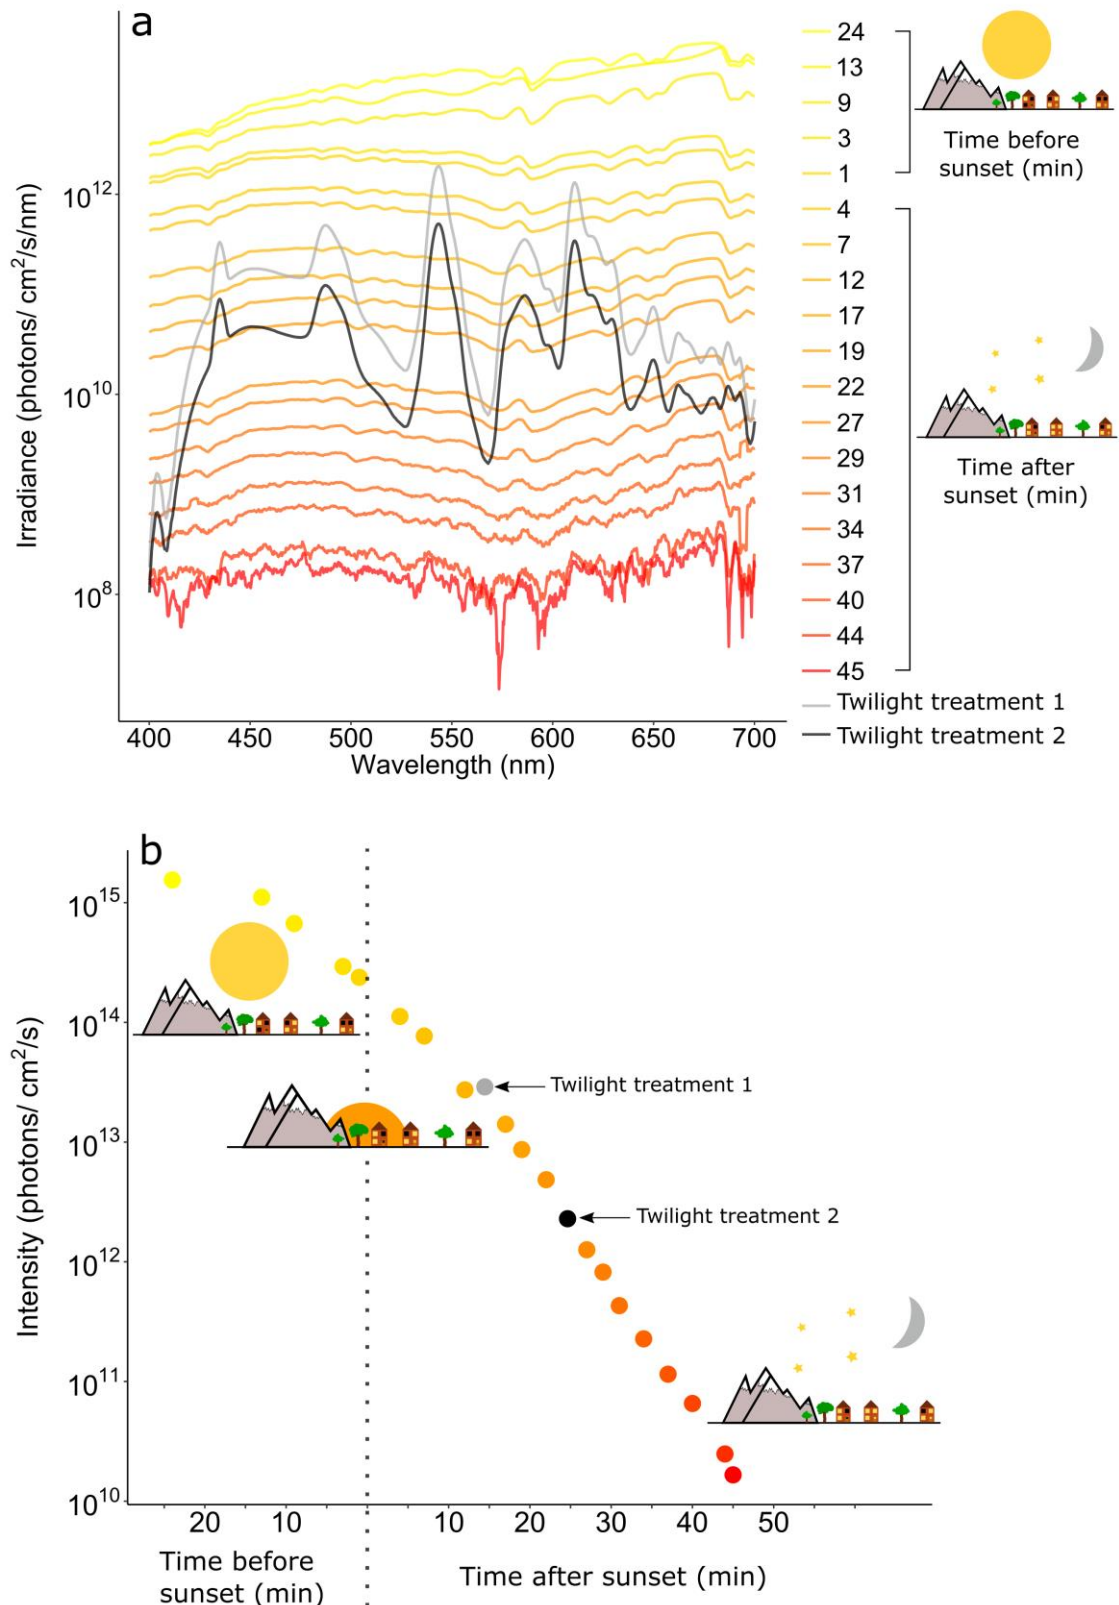 a
Irradiance (photons/ cm²/s/nm)
10¹²
10¹⁰
10⁸
400 450 500 550 600 650 700
Wavelength (nm)
24
13
9
3
1
4
7
12
17
19
22
27
29
31
34
37
40
44
45
Twilight treatment 1
Twilight treatment 2
Time before
sunset (min)
Time after
sunset (min)
b
Intensity (photons/ cm²/s)
10¹⁵
10¹⁴
10¹³
10¹²
10¹¹
10¹⁰
Twilight treatment 1
Twilight treatment 2
20 10 10 20 30 40 50
Time before
sunset (min)
Time after sunset (min)